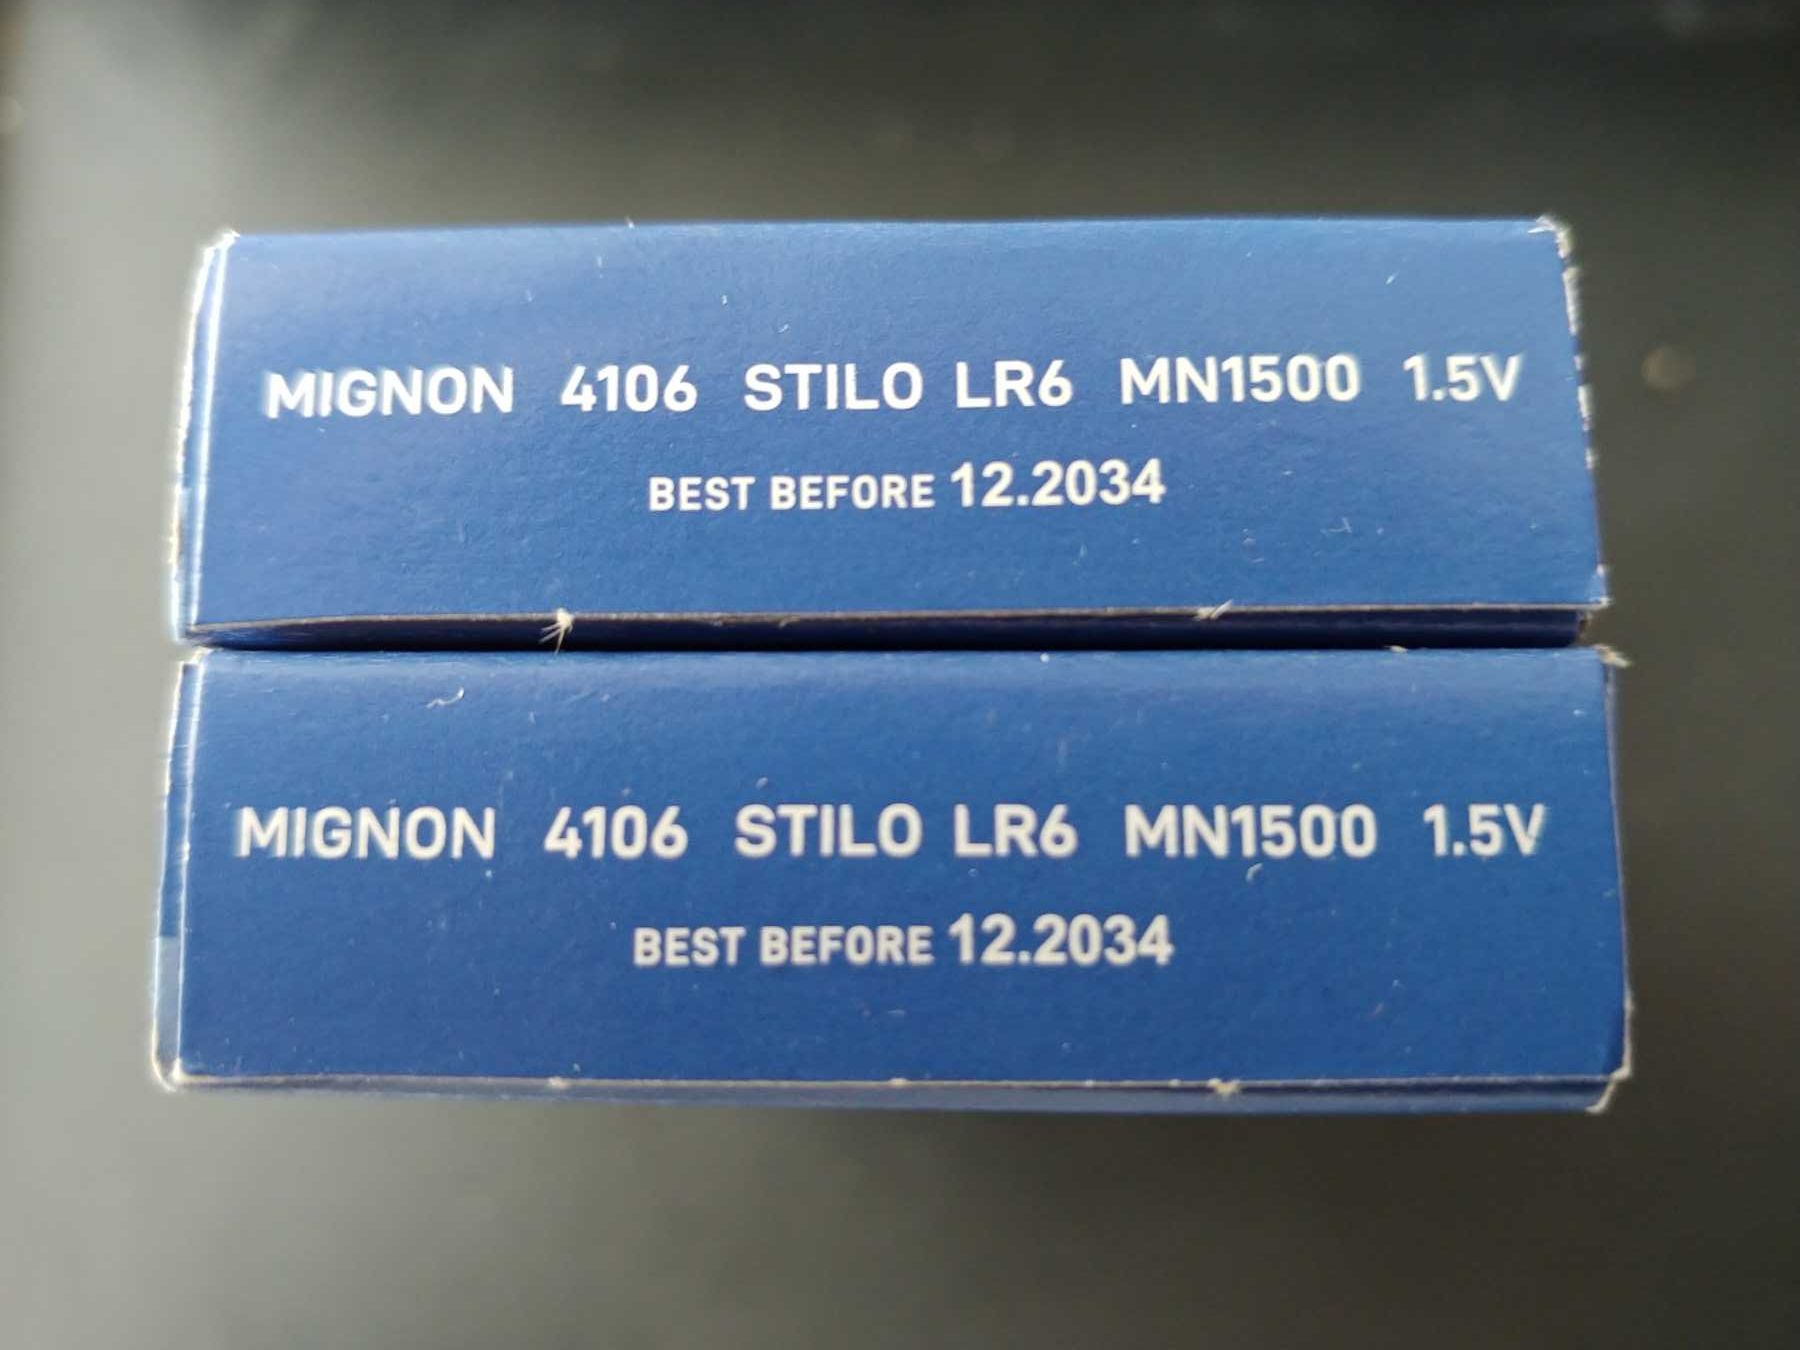 MIGNON 4106 STILO LR6 MN1500 1.5V
BEST BEFORE 12.2034
MIGNON 4106 STILO LR6 MN1500 1.5V
BEST BEFORE 12.2034